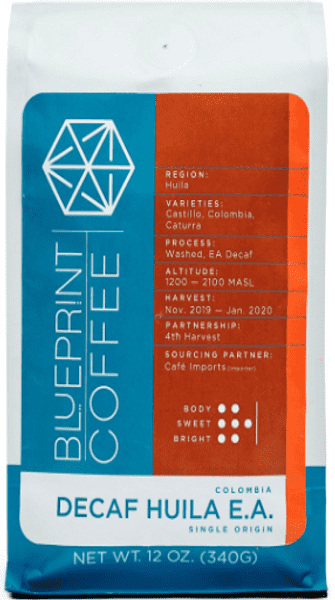 BLUEPRINT
COFFEE
REGION:
Huila
VARIETIES:
Castillo, Colombia,
Caturra
PROCESS:
Washed, EA Decaf
ALTITUDE:
1200 — 2100 MASL
HARVEST:
Nov. 2019 — Jan. 2020
PARTNERSHIP:
4th Harvest
SOURCING PARTNER:
Café Imports (importer)
BODY
SWEET
BRIGHT
COLOMBIA
DECAF HUILA E.A.
SINGLE ORIGIN
NET WT. 12 OZ. (340G)